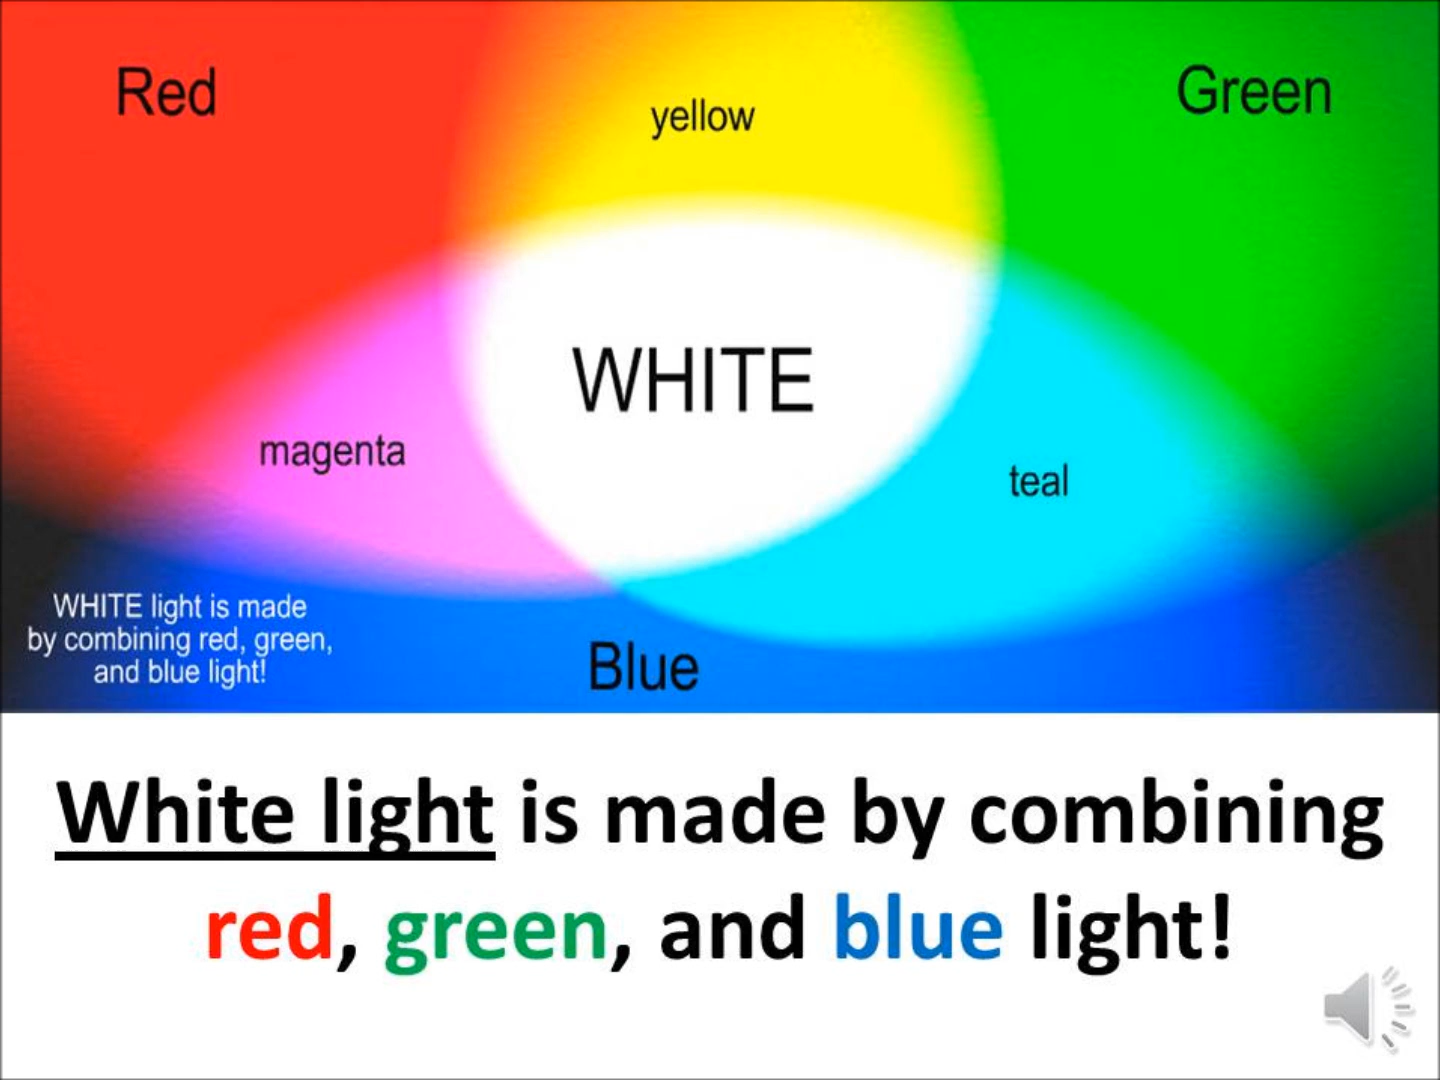 Red
Green
yellow
WHITE
magenta
teal
WHITE light is made
by combining red, green,
and blue light!
Blue
White light is made by combining
red, green, and blue light!